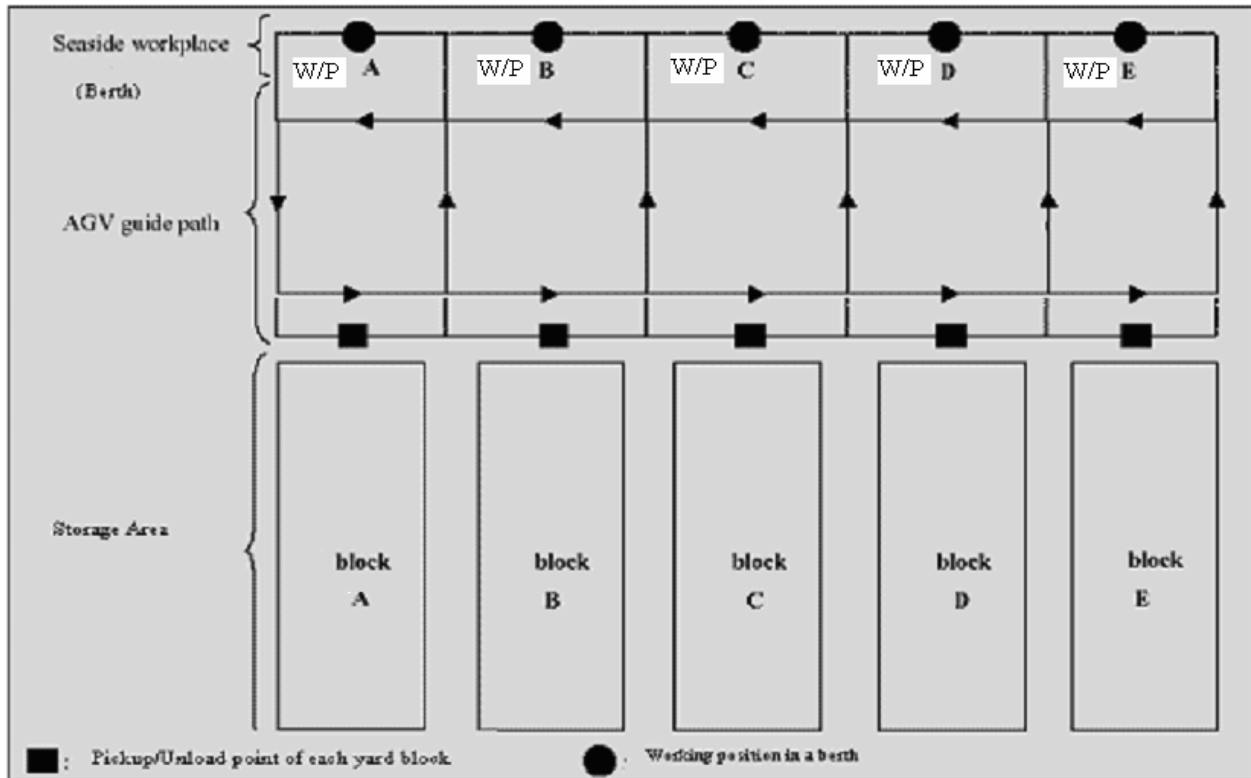 Seaside workplace
(Berth)
W/P A
W/P B
W/P C
W/P D
W/P E
AGV guide path
Storage Area
block
A
block
B
block
C
block
D
block
E
: Pickup/Unload point of each yard block
: Working position in a berth